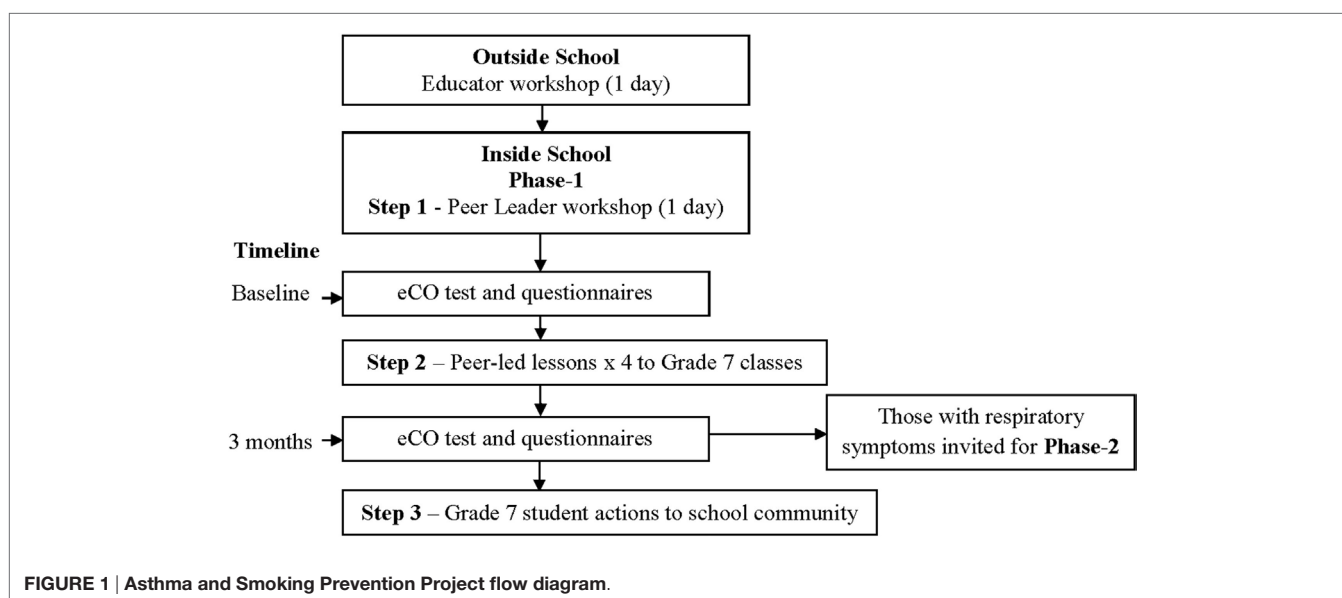 Outside School
Educator workshop (1 day)
Inside School
Phase-1
Step 1 - Peer Leader workshop (1 day)
Timeline
Baseline
eCO test and questionnaires
Step 2 – Peer-led lessons x 4 to Grade 7 classes
3 months
eCO test and questionnaires
Those with respiratory
symptoms invited for Phase-2
Step 3 – Grade 7 student actions to school community
FIGURE 1 | Asthma and Smoking Prevention Project flow diagram.